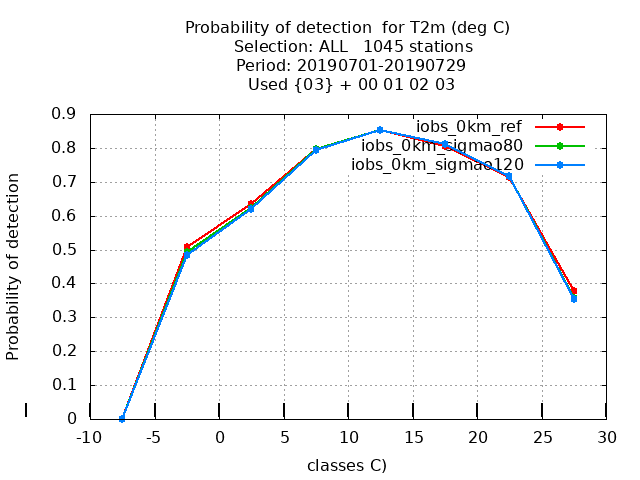 Probability of detection  for T2m (deg C)
Selection: ALL   1045 stations
Period: 20190701-20190729
Used {03} + 00 01 02 03
iobs_0km_ref
iobs_0km_sigmao80
iobs_0km_sigmao120
Probability of detection
0.9
0.8
0.7
0.6
0.5
0.4
0.3
0.2
0.1
0
-10 -5 0 5 10 15 20 25 30
classes C)